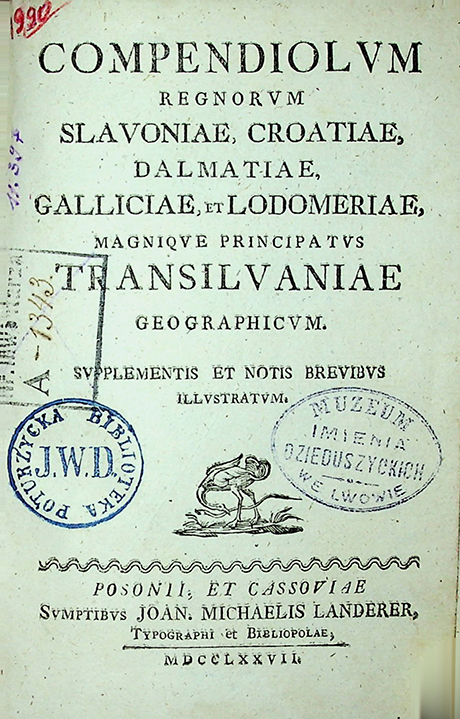 1990
COMPENDIOLVM
REGNORVM
SLAVONIAE, CROATIAE,
DALMATIAE,
GALLICIAE, ET LODOMERIAE,
MAGNIQVE PRINCIPATVS
TRANSILVANIAE
GEOGRAPHICVM.
SVPPLEMENTIS ET NOTIS BREVIBVS
ILLVSTRATVM.
A-1343
POTURZYCKA BIBLIOTEKA
J.W.D.
MUZEUM
IMIENIA
DZIEDUSZYCKICH
WE LWOWIE
POSONII, ET CASSOVIAE
SVMPTIBVS JOAN. MICHAELIS LANDERER,
TYPOGRAPHI et BIBLIOPOLAE,
MDCCLXXVII.